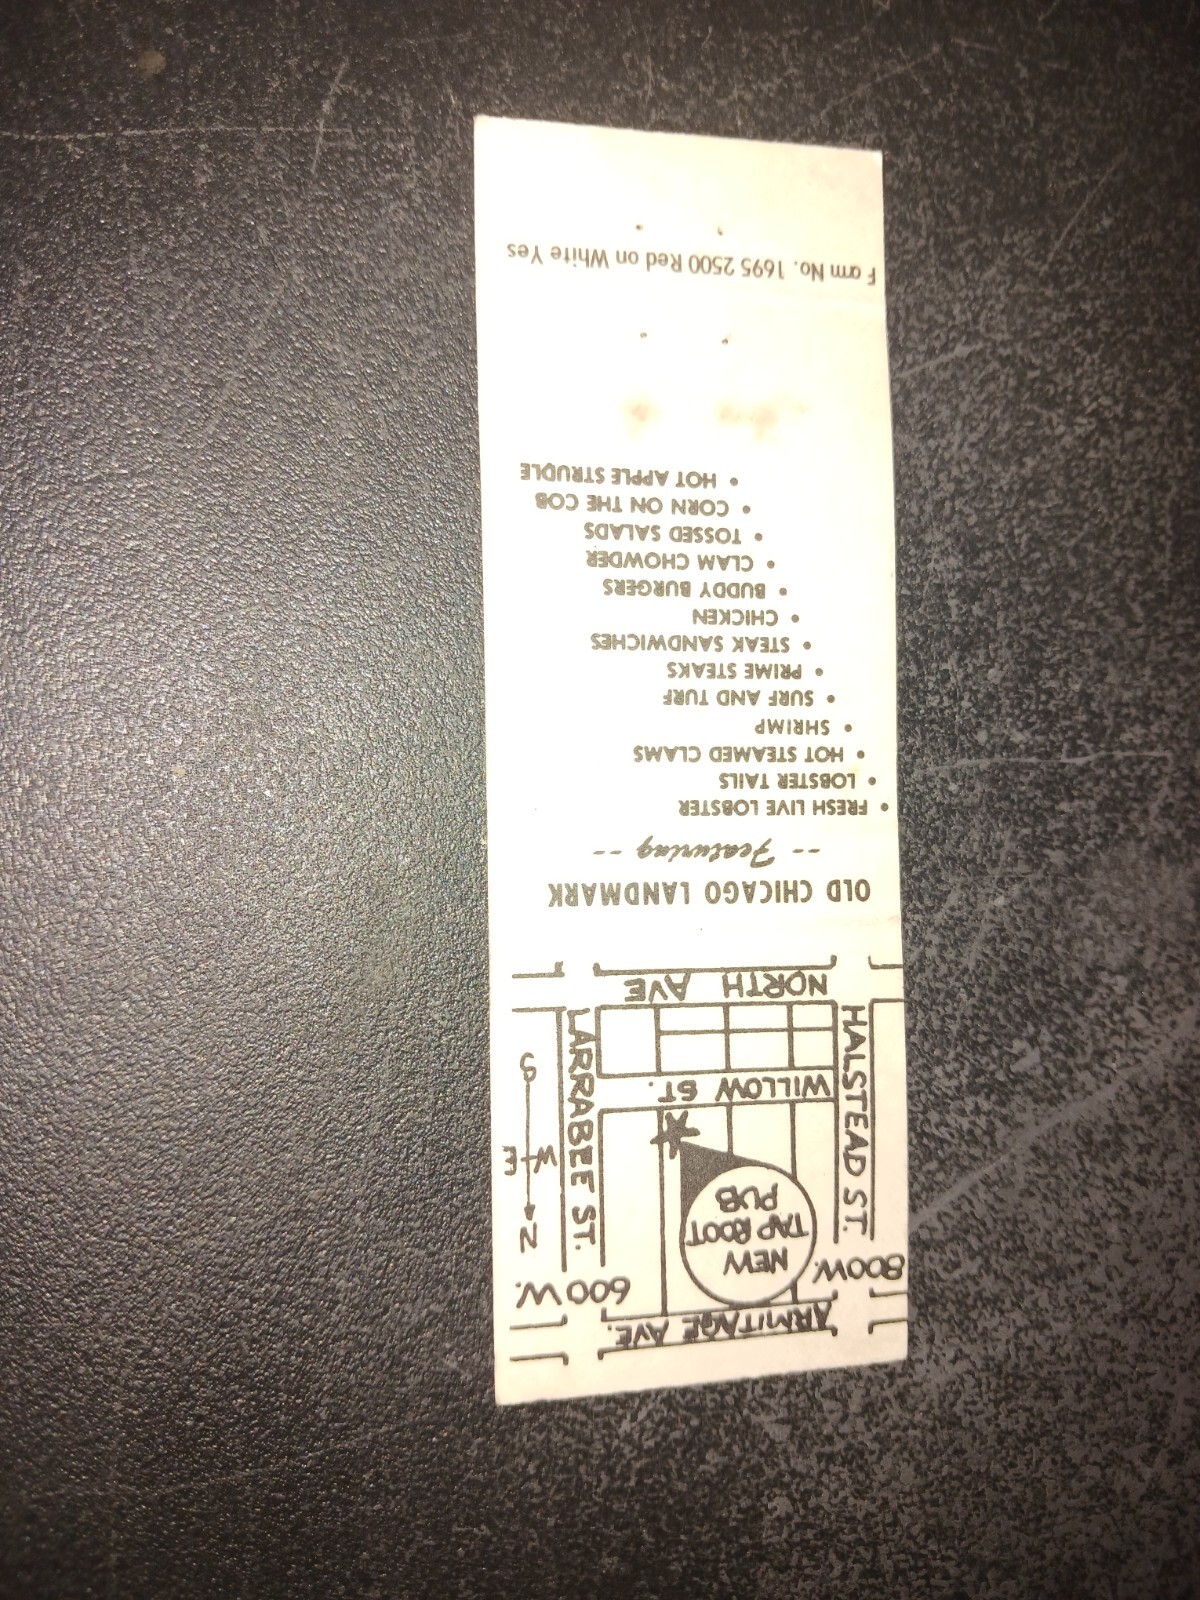 ARMITAGE AVE.
800W.
600 W.
NEW
TAP ROOT
PUB
HALSTEAD ST.
LARRABEE ST.
N
W E
S
WILLOW ST.
NORTH AVE
OLD CHICAGO LANDMARK
-- Featuring --
• FRESH LIVE LOBSTER
• LOBSTER TAILS
• HOT STEAMED CLAMS
• SHRIMP
• SURF AND TURF
• PRIME STEAKS
• STEAK SANDWICHES
• CHICKEN
• BUDDY BURGERS
• CLAM CHOWDER
• TOSSED SALADS
• CORN ON THE COB
• HOT APPLE STRUDLE
Farm No. 1695 2500 Red on White Yes